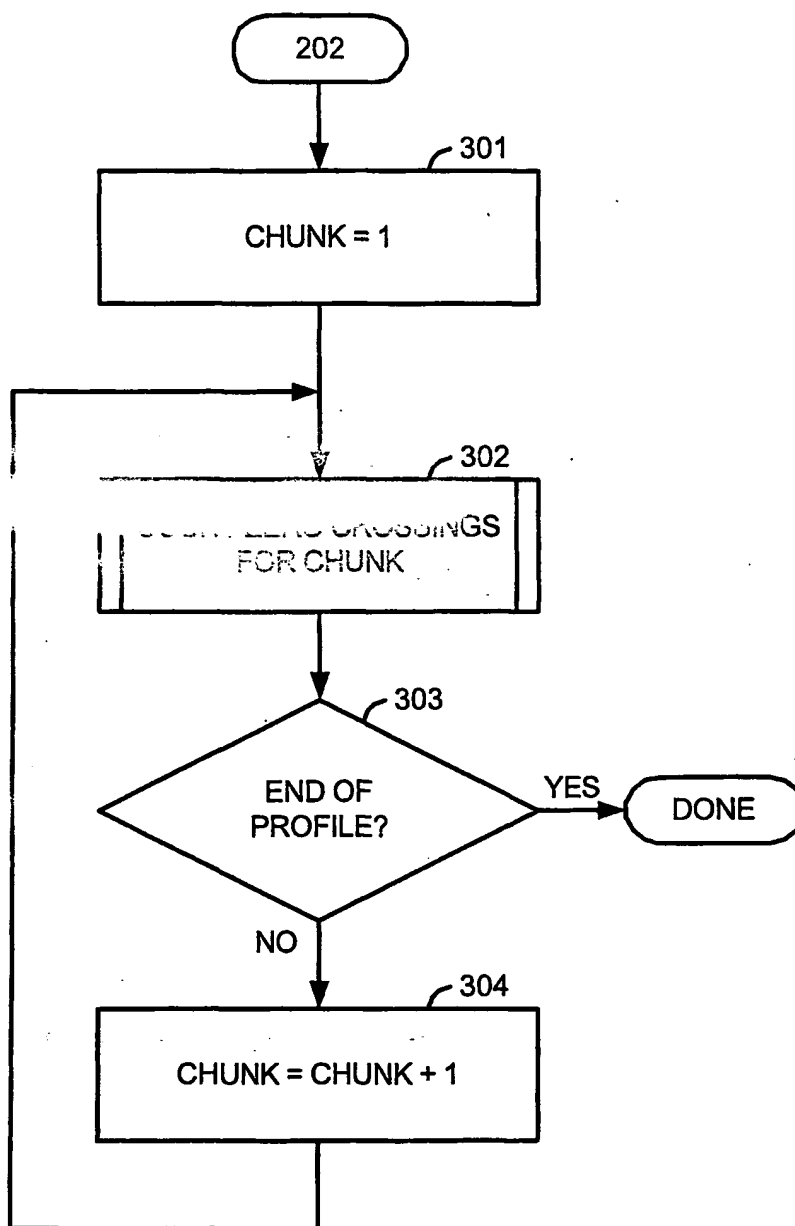 202
301
CHUNK = 1
302
ZERO CROSSINGS
FOR CHUNK
303
END OF
PROFILE?
YES
DONE
NO
304
CHUNK = CHUNK + 1